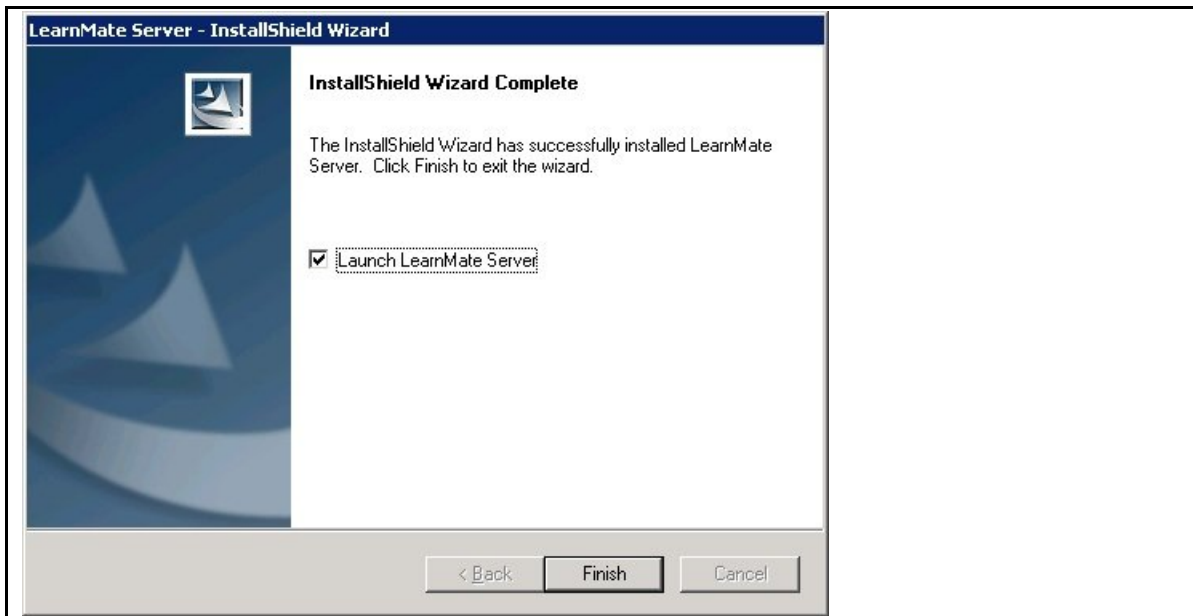 LearnMate Server - InstallShield Wizard
InstallShield Wizard Complete
The InstallShield Wizard has successfully installed LearnMate
Server. Click Finish to exit the wizard.
Launch LearnMate Server
< Back
Finish
Cancel